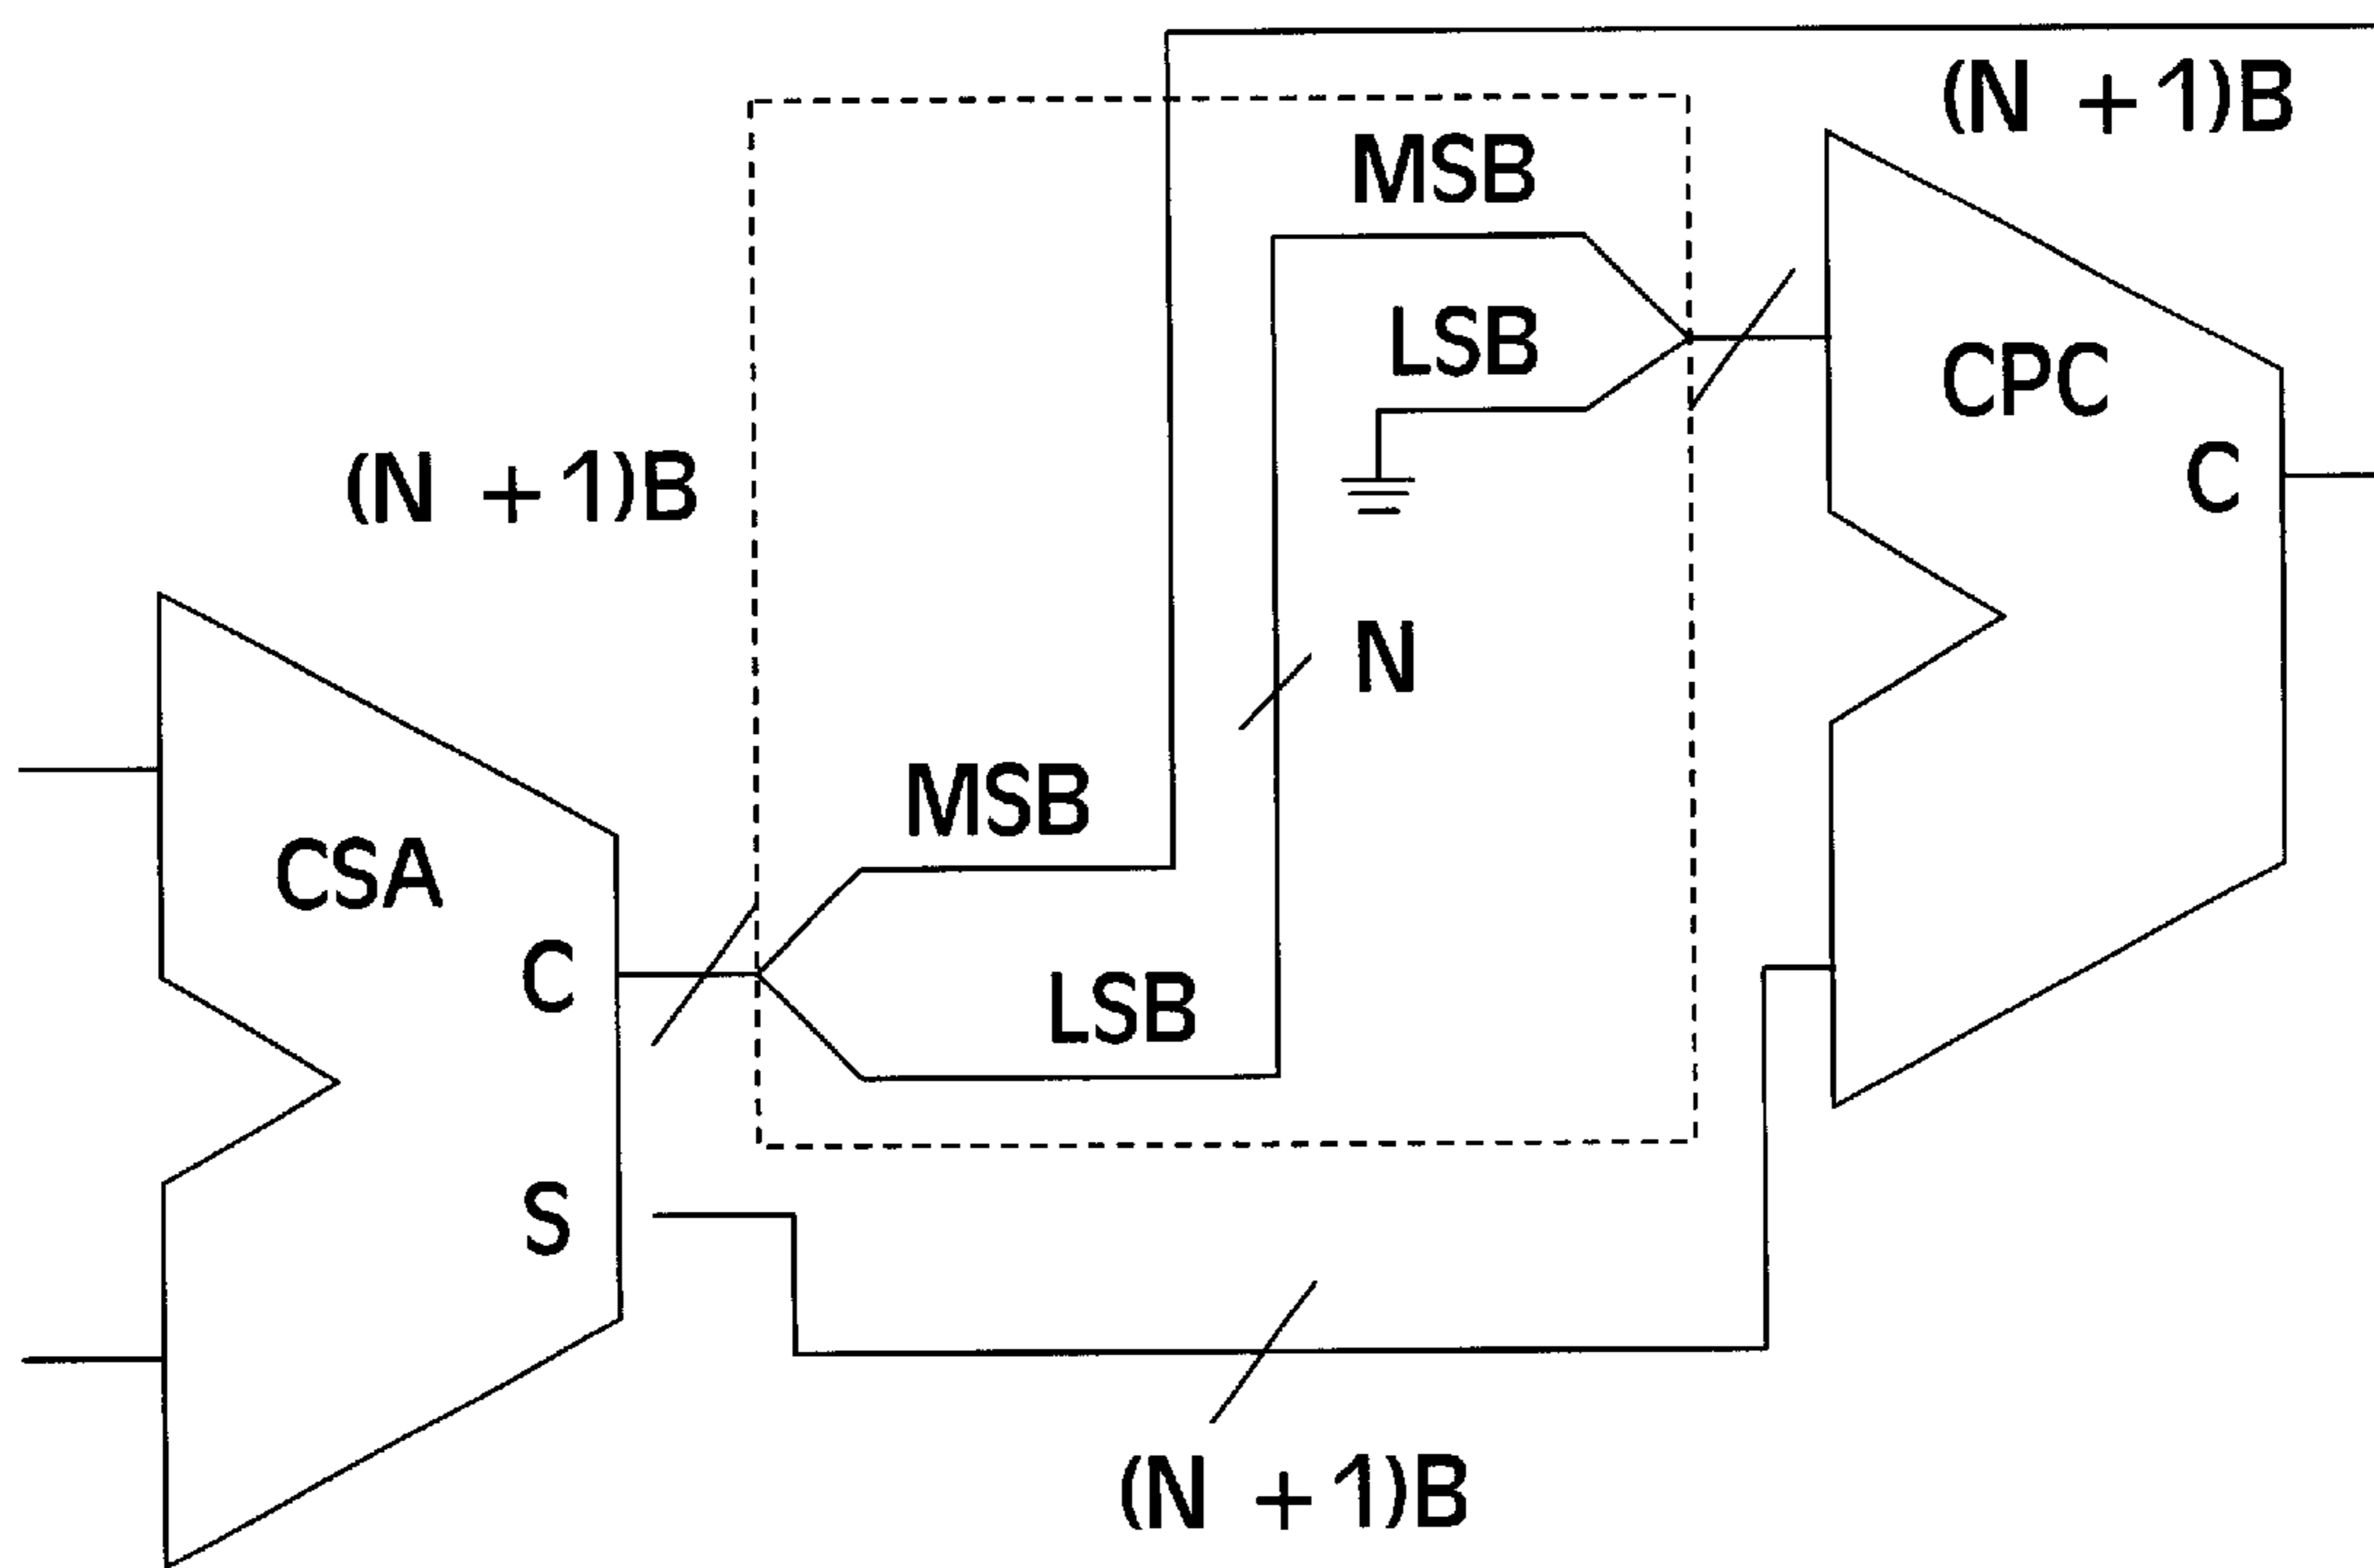 (N + 1)B
MSB
LSB
CPC
C
(N + 1)B
N
MSB
CSA
C
LSB
S
(N + 1)B